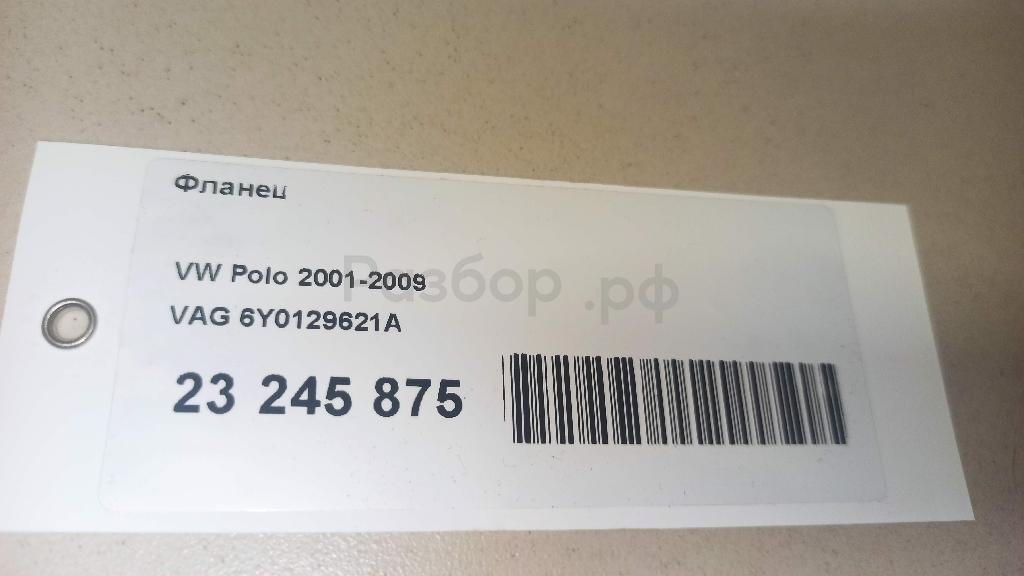 Фланец
VW Polo 2001-2009
Разбор.рф
VAG 6Y0129621A
23 245 875